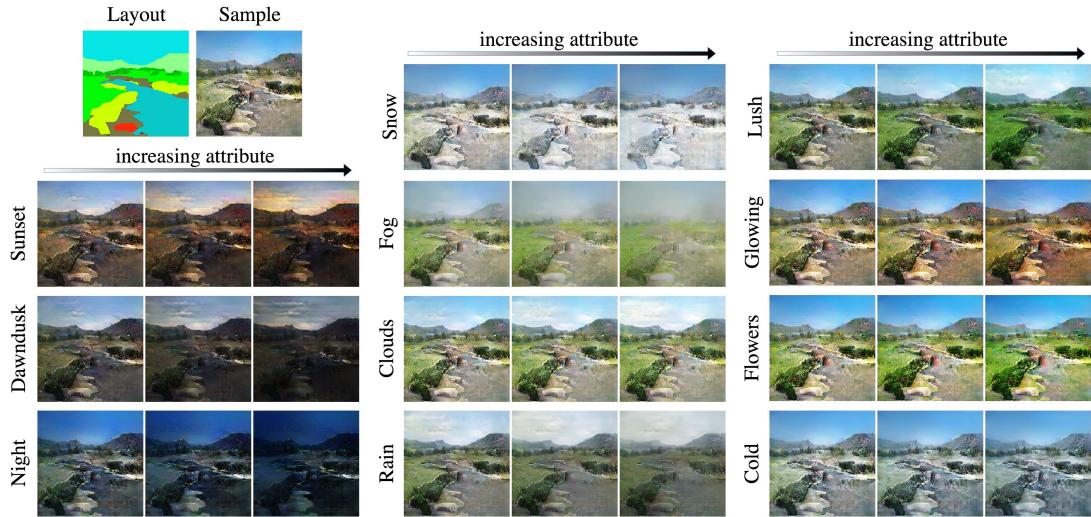 Layout
Sample
increasing attribute
Sunset
Dawndusk
Night
increasing attribute
Snow
Fog
Clouds
Rain
increasing attribute
Lush
Glowing
Flowers
Cold